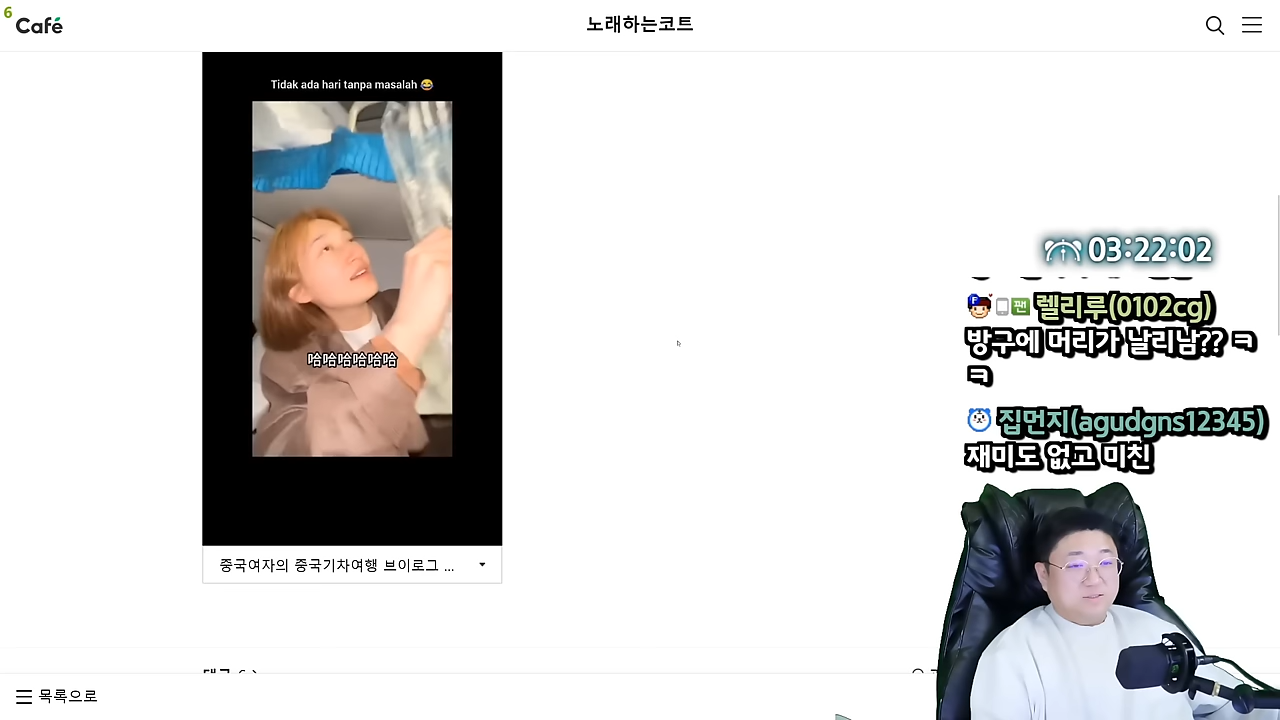 6
Café
노래하는코트
Tidak ada hari tanpa masalah 😂
哈哈哈哈哈哈
중국여자의 중국기차여행 브이로그 ...
목록으로
03:22:02
F 팬 렐리루(0102cg)
방구에 머리가 날리남?? ㅋ
ㅋ
집먼지(agudgns12345)
재미도 없고 미친